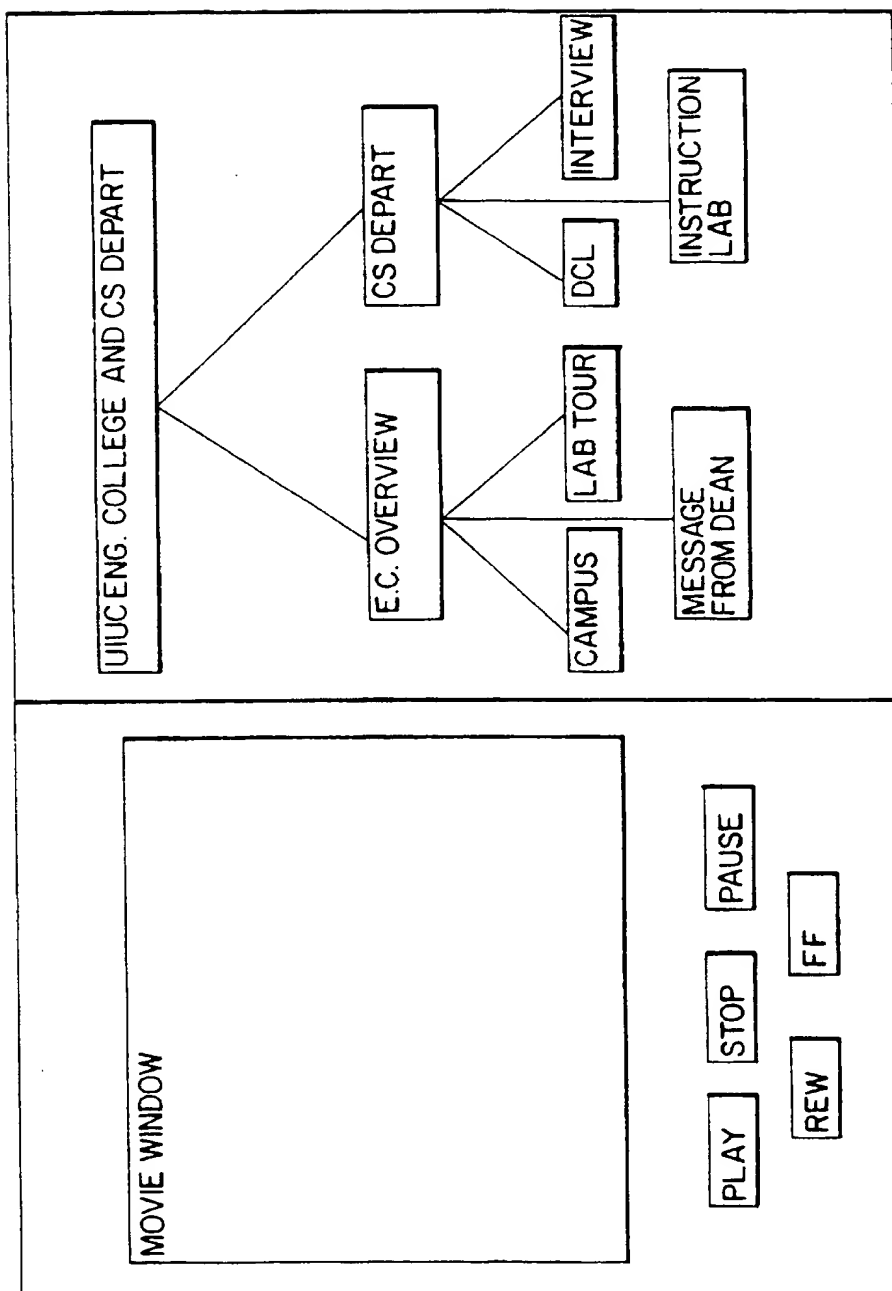 MOVIE WINDOW
PLAY
STOP
PAUSE
REW
FF
UIUC ENG. COLLEGE AND CS DEPART
E.C. OVERVIEW
CS DEPART
CAMPUS
LAB TOUR
DCL
INTERVIEW
MESSAGE
FROM DEAN
INSTRUCTION
LAB